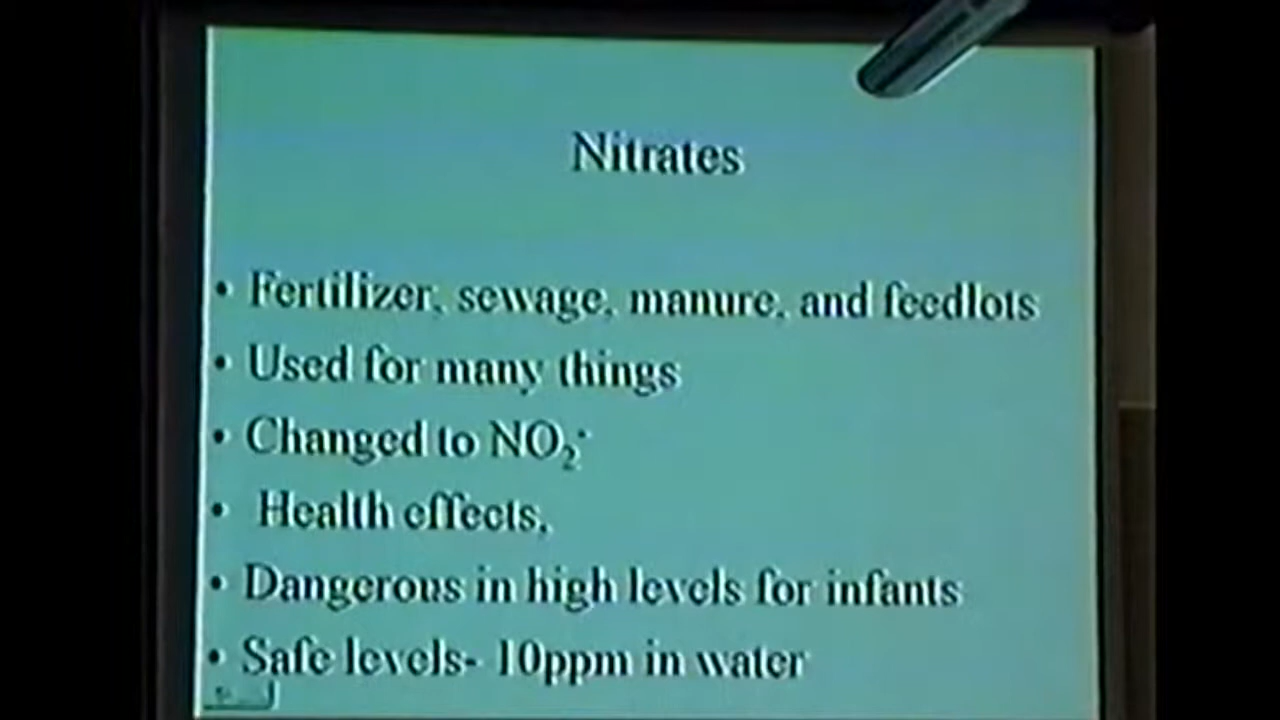 Nitrates
• Fertilizer, sewage, manure, and feedlots
• Used for many things
• Changed to NO₂⁻
• Health effects,
• Dangerous in high levels for infants
• Safe levels- 10ppm in water